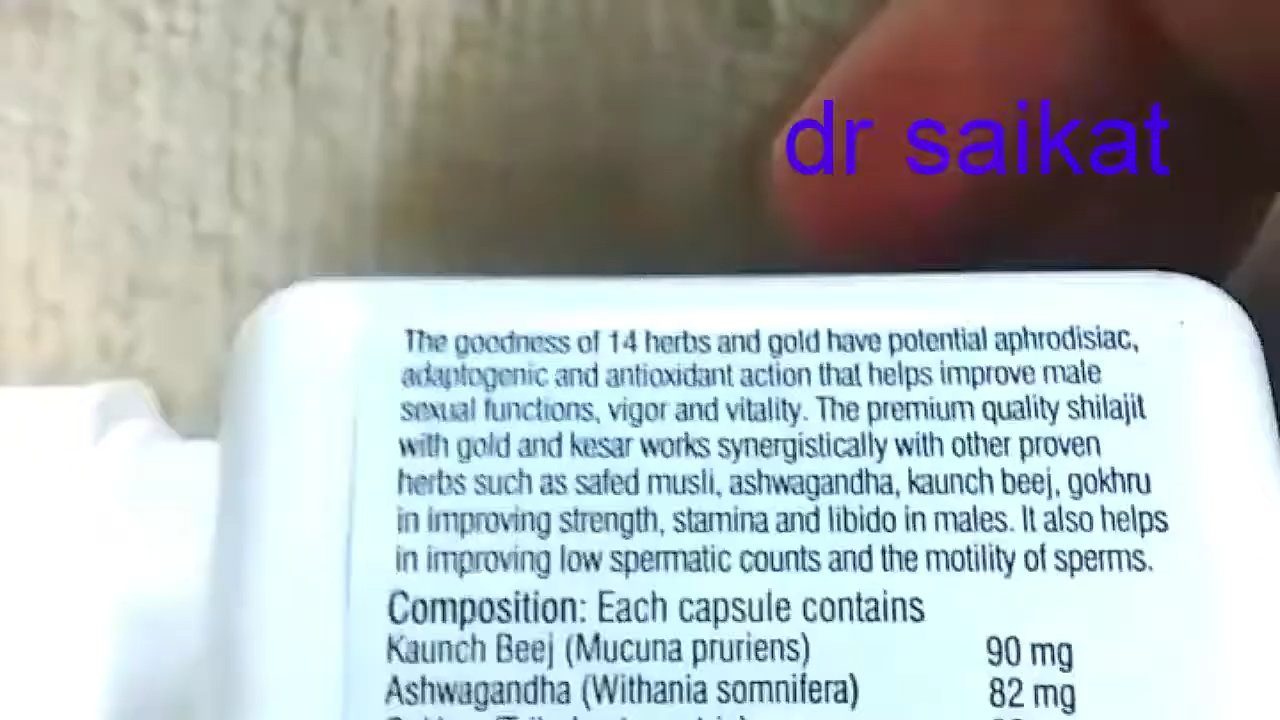 dr saikat
The goodness of 14 herbs and gold have potential aphrodisiac,
adaptogenic and antioxidant action that helps improve male
sexual functions, vigor and vitality. The premium quality shilajit
with gold and kesar works synergistically with other proven
herbs such as safed musli, ashwagandha, kaunch beej, gokhru
in improving strength, stamina and libido in males. It also helps
in improving low spermatic counts and the motility of sperms.
Composition: Each capsule contains
Kaunch Beej (Mucuna pruriens) 90 mg
Ashwagandha (Withania somnifera) 82 mg